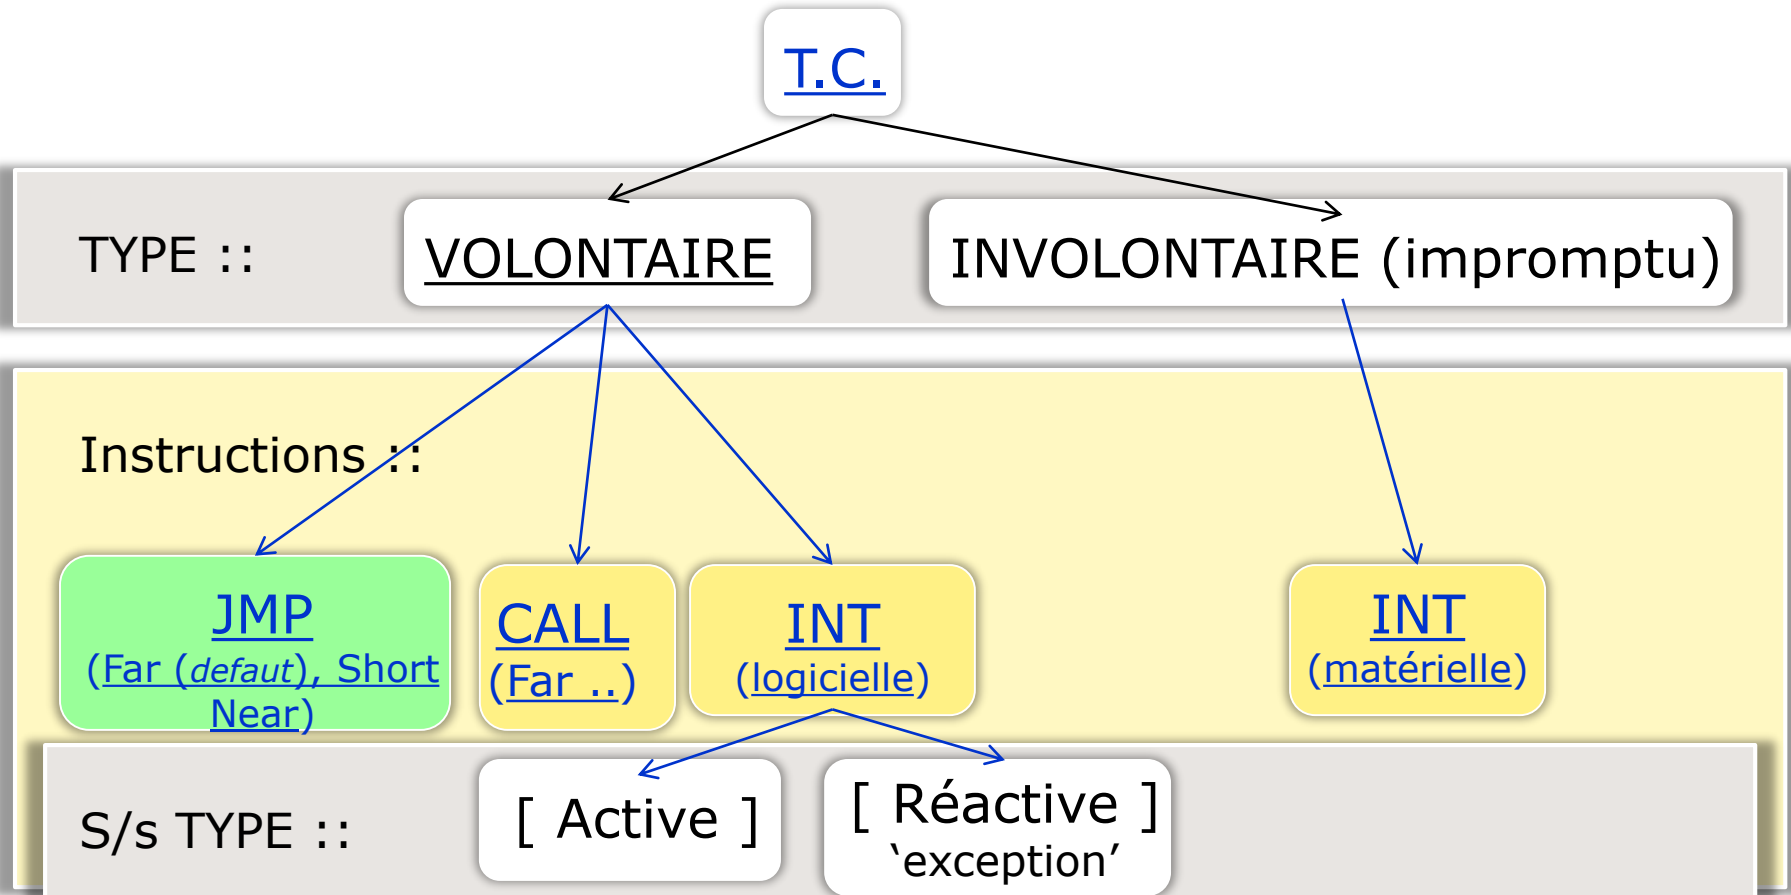 T.C.
TYPE ::
VOLONTAIRE
INVOLONTAIRE (impromptu)
Instructions ::
JMP
(Far (defaut), Short
Near)
CALL
(Far ..)
INT
(logicielle)
INT
(matérielle)
S/s TYPE ::
[ Active ]
[ Réactive ]
‘exception’